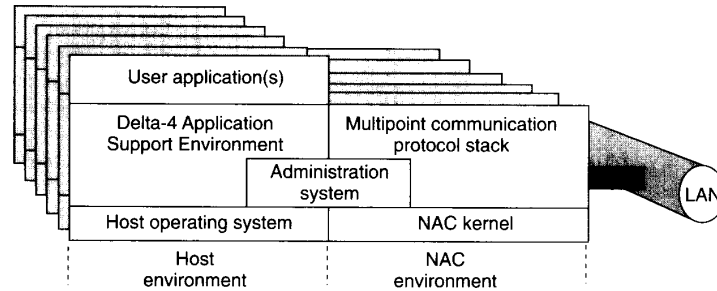 User application(s)
Delta-4 Application
Support Environment
Multipoint communication
protocol stack
Administration
system
LAN
Host operating system
NAC kernel
Host
environment
NAC
environment